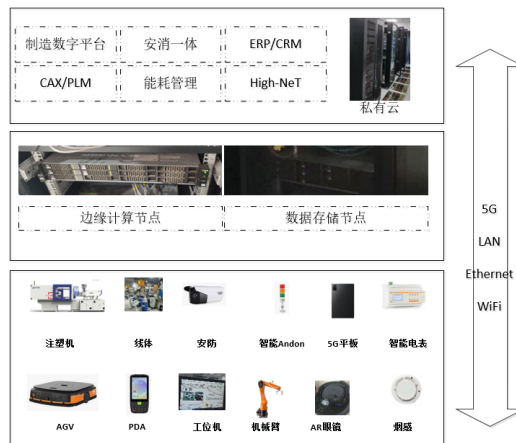 制造数字平台 安消一体 ERP/CRM
CAX/PLM 能耗管理 High-NeT
私有云
边缘计算节点 数据存储节点
5G
LAN
Ethernet
WiFi
注塑机 线体 安防 智能Andon 5G平板 智能电表
AGV PDA 工位机 机械臂 AR眼镜 烟感